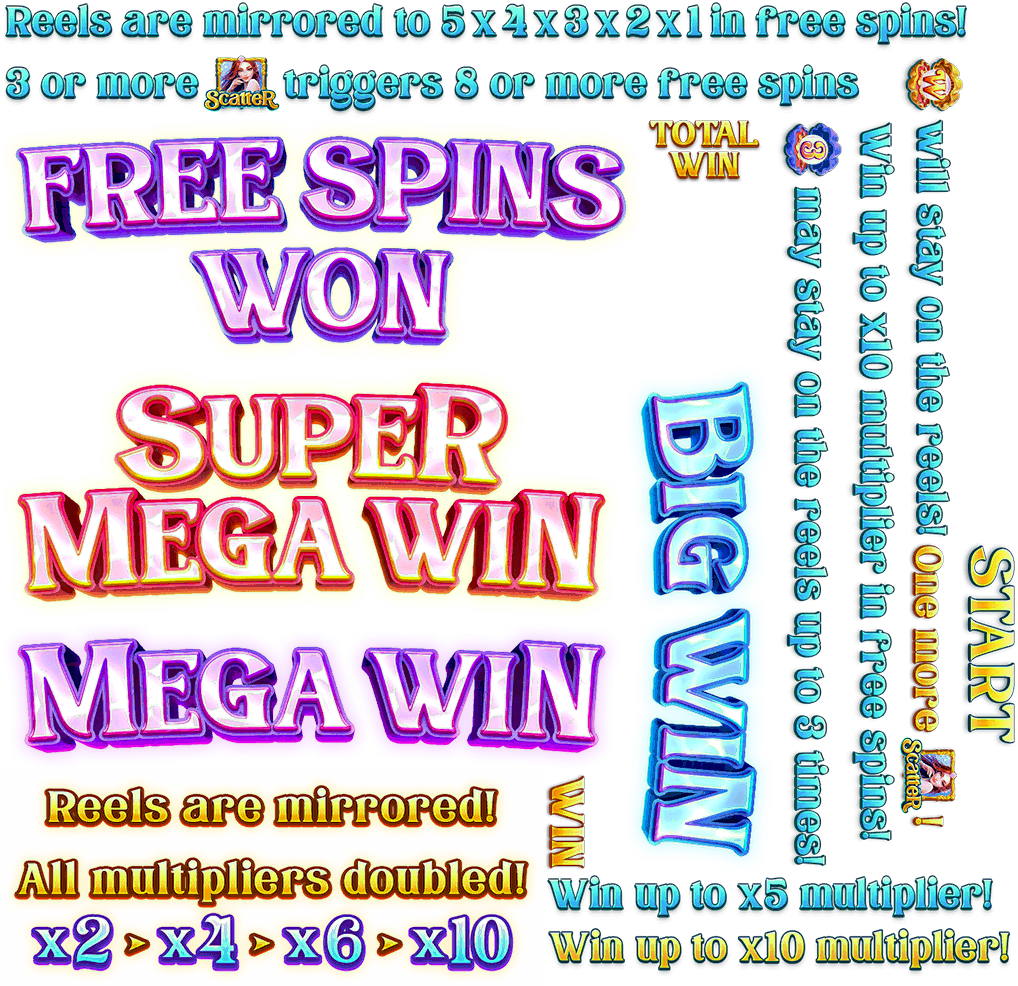 Reels are mirrored to 5 x 4 x 3 x 2 x 1 in free spins!
3 or more SCATTER triggers 8 or more free spins
FREE SPINS
WON
TOTAL
WIN
3 may stay on the reels up to 3 times!
Win up to x10 multiplier in free spins!
W will stay on the reels! One more SCATTER !
START
SUPER
MEGA WIN
BIG WIN
MEGA WIN
Reels are mirrored!
All multipliers doubled!
x2 > x4 > x6 > x10
WIN
Win up to x5 multiplier!
Win up to x10 multiplier!